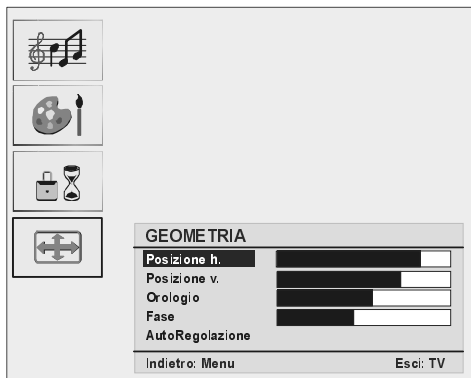 GEOMETRIA
Posizione h.
Posizione v.
Orologio
Fase
AutoRegolazione
Indietro: Menu Esci: TV